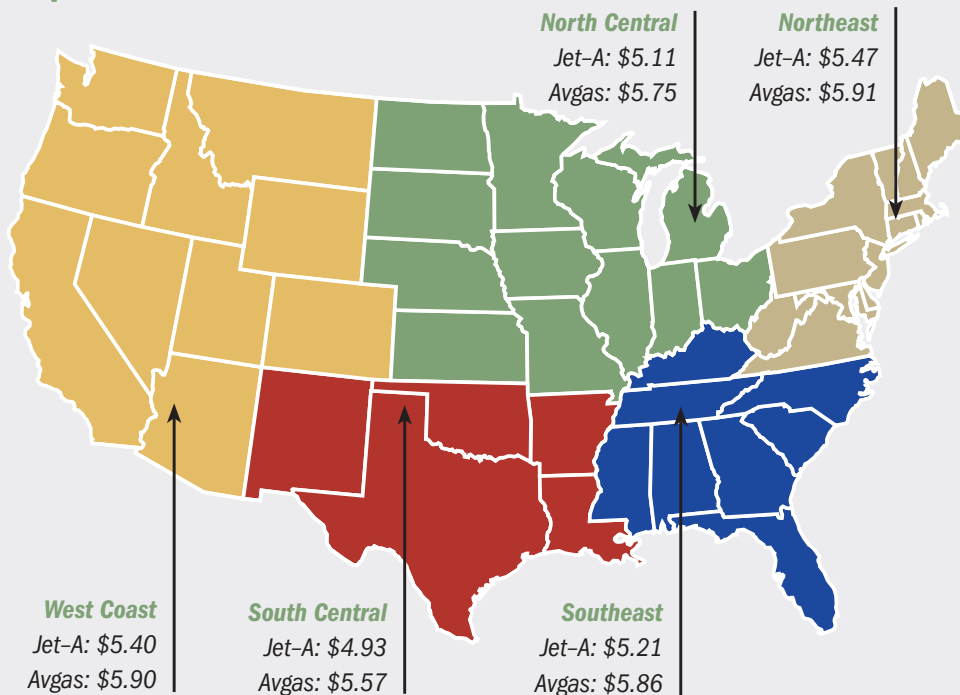 North Central
Jet–A: $5.11
Avgas: $5.75
Northeast
Jet–A: $5.47
Avgas: $5.91
West Coast
Jet–A: $5.40
Avgas: $5.90
South Central
Jet–A: $4.93
Avgas: $5.57
Southeast
Jet–A: $5.21
Avgas: $5.86